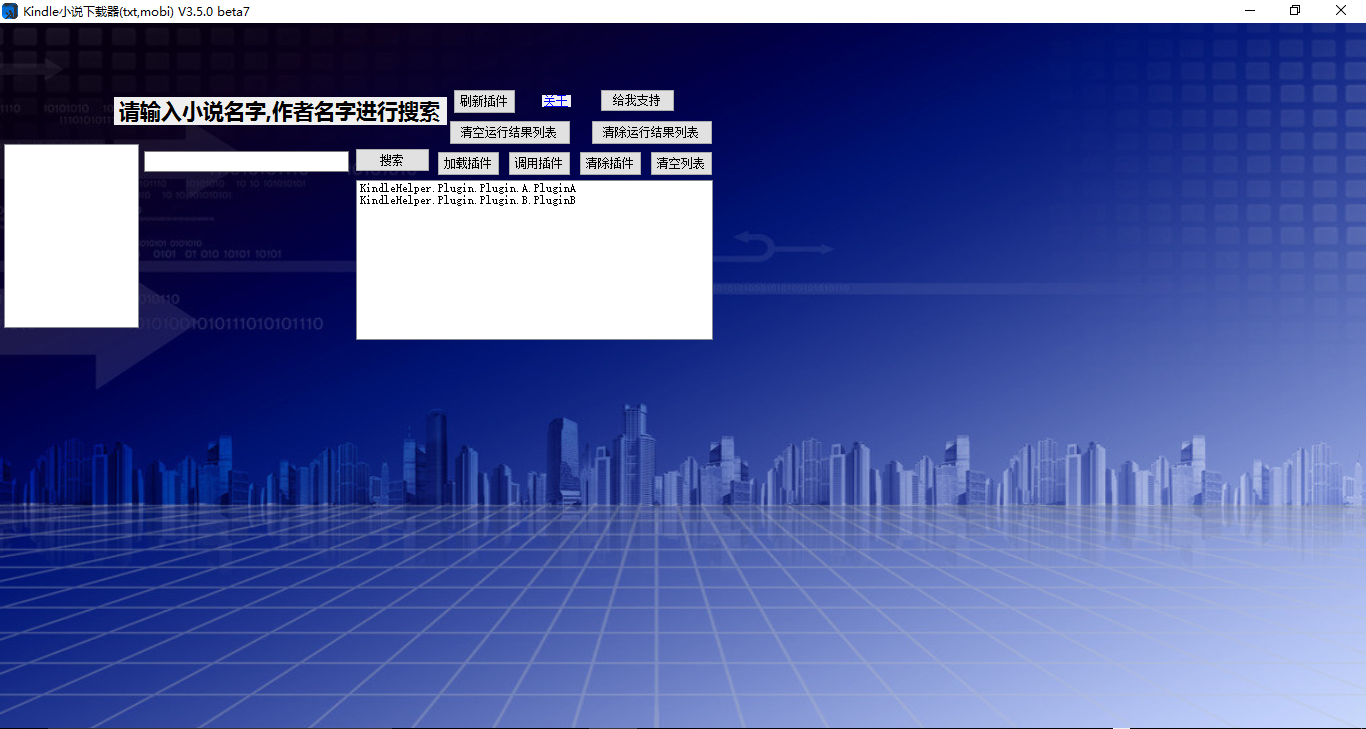 Kindle小说下载器(txt,mobi) V3.5.0 beta7
请输入小说名字,作者名字进行搜索
刷新插件 关于 给我支持
清空运行结果列表 清除运行结果列表
搜索 加载插件 调用插件 清除插件 清空列表
KindleHelper.Plugin.Plugin.A.PluginA
KindleHelper.Plugin.Plugin.B.PluginB